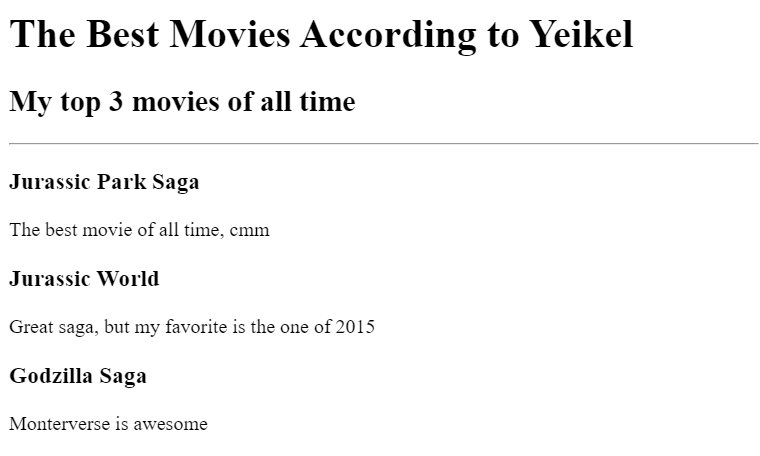 The Best Movies According to Yeikel
My top 3 movies of all time
Jurassic Park Saga
The best movie of all time, cmm
Jurassic World
Great saga, but my favorite is the one of 2015
Godzilla Saga
Monterverse is awesome